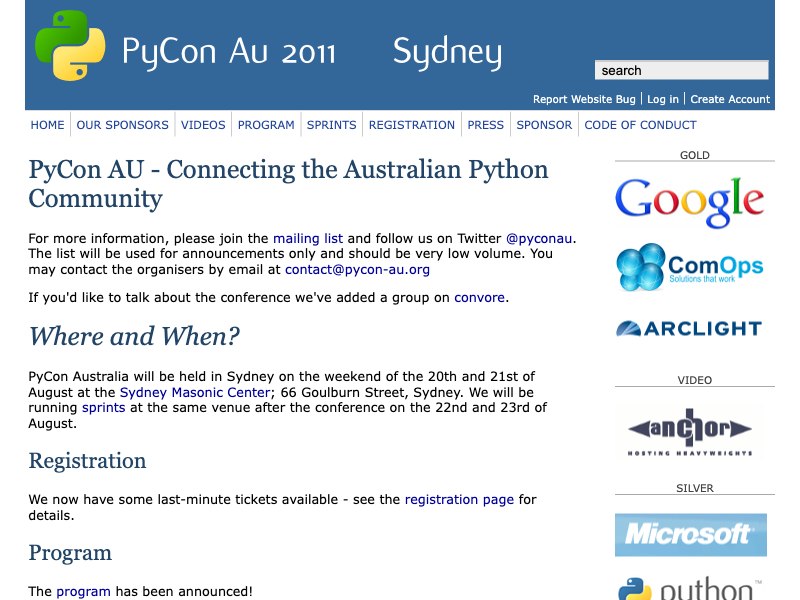 PyCon Au 2011 Sydney
search
Report Website Bug Log in Create Account
HOME OUR SPONSORS VIDEOS PROGRAM SPRINTS REGISTRATION PRESS SPONSOR CODE OF CONDUCT
PyCon AU - Connecting the Australian Python
Community
For more information, please join the mailing list and follow us on Twitter @pyconau.
The list will be used for announcements only and should be very low volume. You
may contact the organisers by email at contact@pycon-au.org
If you'd like to talk about the conference we've added a group on convore.
Where and When?
PyCon Australia will be held in Sydney on the weekend of the 20th and 21st of
August at the Sydney Masonic Center; 66 Goulburn Street, Sydney. We will be
running sprints at the same venue after the conference on the 22nd and 23rd of
August.
Registration
We now have some last-minute tickets available - see the registration page for
details.
Program
The program has been announced!
GOLD
Google
ComOps
Solutions that work
ARCLIGHT
VIDEO
anchor
HOSTING HEAVYWEIGHTS
SILVER
Microsoft
python™